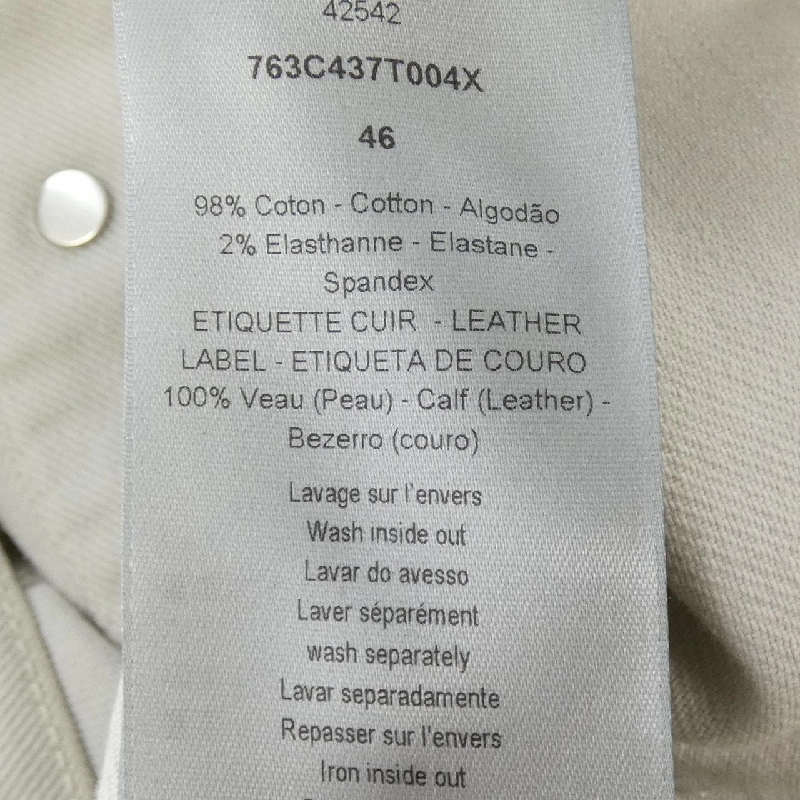 42542
763C437T004X
46
98% Coton - Cotton - Algodão
2% Elasthanne - Elastane -
Spandex
ETIQUETTE CUIR - LEATHER
LABEL - ETIQUETA DE COURO
100% Veau (Peau) - Calf (Leather) -
Bezerro (couro)
Lavage sur l'envers
Wash inside out
Lavar do avesso
Laver séparément
wash separately
Lavar separadamente
Repasser sur l'envers
Iron inside out